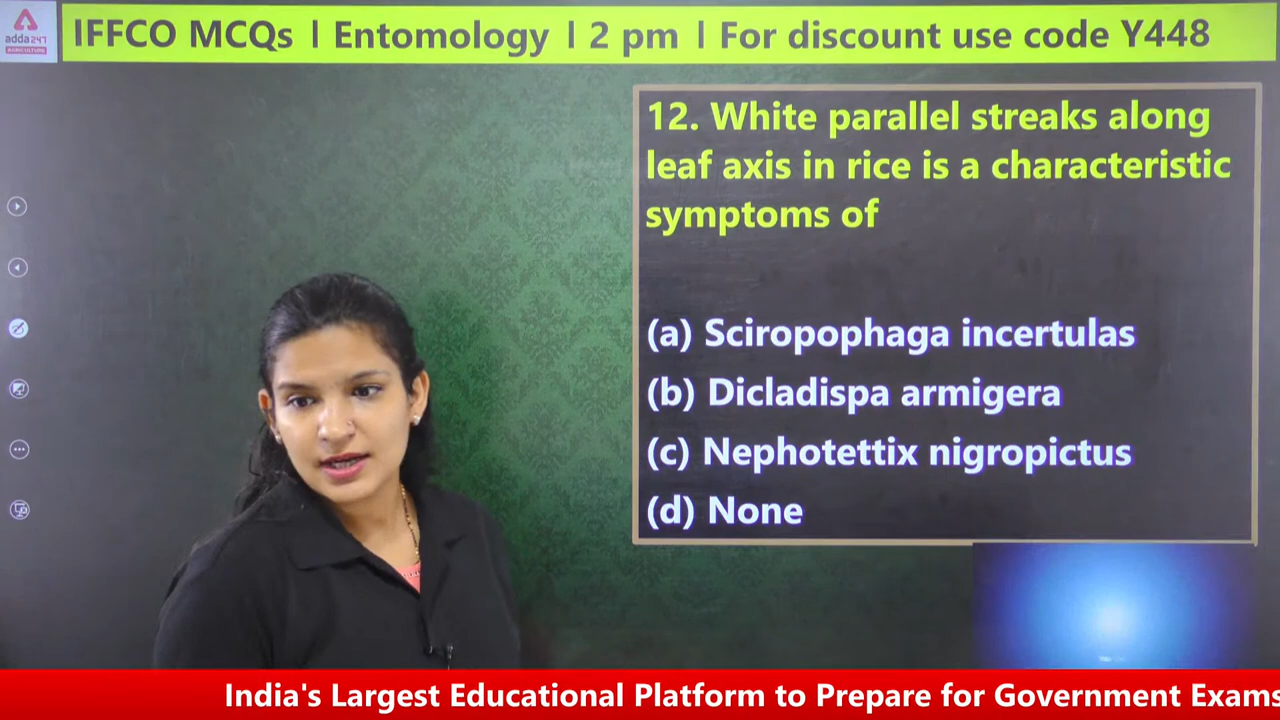 adda247
AGRICULTURE
IFFCO MCQs l Entomology l 2 pm l For discount use code Y448
12. White parallel streaks along
leaf axis in rice is a characteristic
symptoms of
(a) Sciropophaga incertulas
(b) Dicladispa armigera
(c) Nephotettix nigropictus
(d) None
India's Largest Educational Platform to Prepare for Government Exams